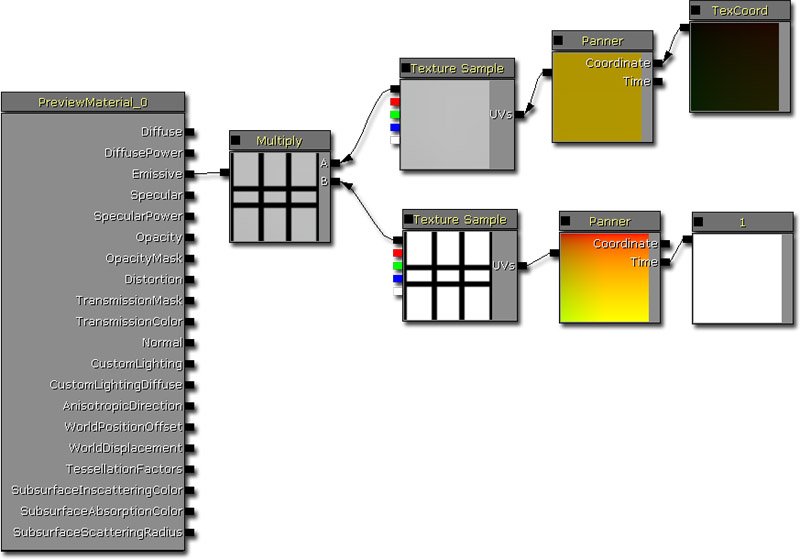 PreviewMaterial_0
Diffuse
DiffusePower
Emissive
Specular
SpecularPower
Opacity
OpacityMask
Distortion
TransmissionMask
TransmissionColor
Normal
CustomLighting
CustomLightingDiffuse
AnisotropicDirection
WorldPositionOffset
WorldDisplacement
TessellationFactors
SubsurfaceInscatteringColor
SubsurfaceAbsorptionColor
SubsurfaceScatteringRadius
Multiply
A
B
Texture Sample
UVs
Panner
Coordinate
Time
TexCoord
Texture Sample
UVs
Panner
Coordinate
Time
1